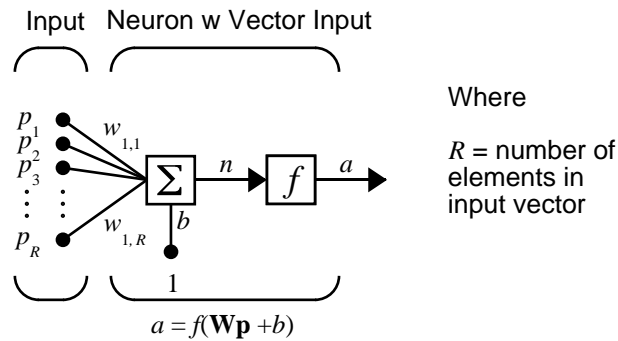 Input Neuron w Vector Input
p1
p2
p3
pR
w1,1
w1, R
Σ
n
f
a
b
1
a = f(Wp +b)
Where
R = number of
elements in
input vector